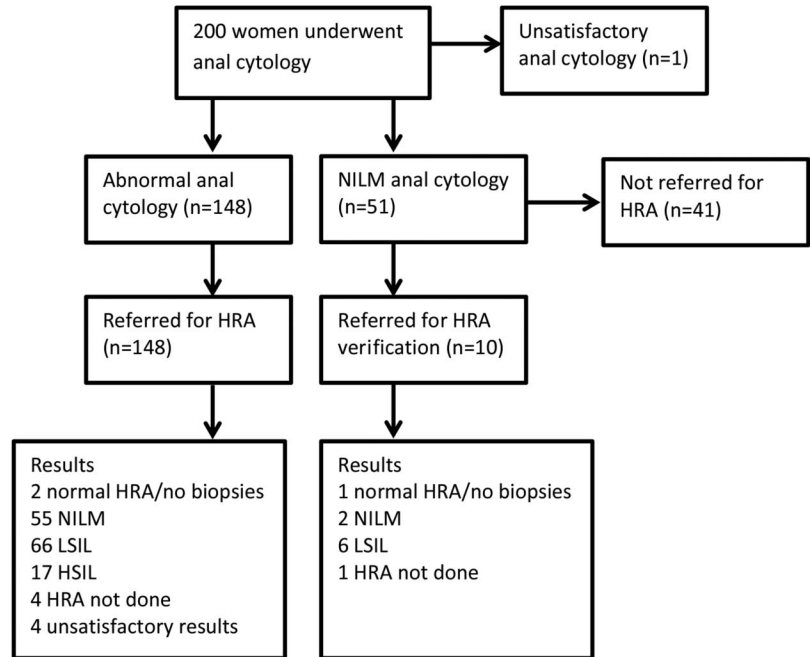 200 women underwent
anal cytology
Unsatisfactory
anal cytology (n=1)
Abnormal anal
cytology (n=148)
NILM anal cytology
(n=51)
Not referred for
HRA (n=41)
Referred for HRA
(n=148)
Referred for HRA
verification (n=10)
Results
2 normal HRA/no biopsies
55 NILM
66 LSIL
17 HSIL
4 HRA not done
4 unsatisfactory results
Results
1 normal HRA/no biopsies
2 NILM
6 LSIL
1 HRA not done